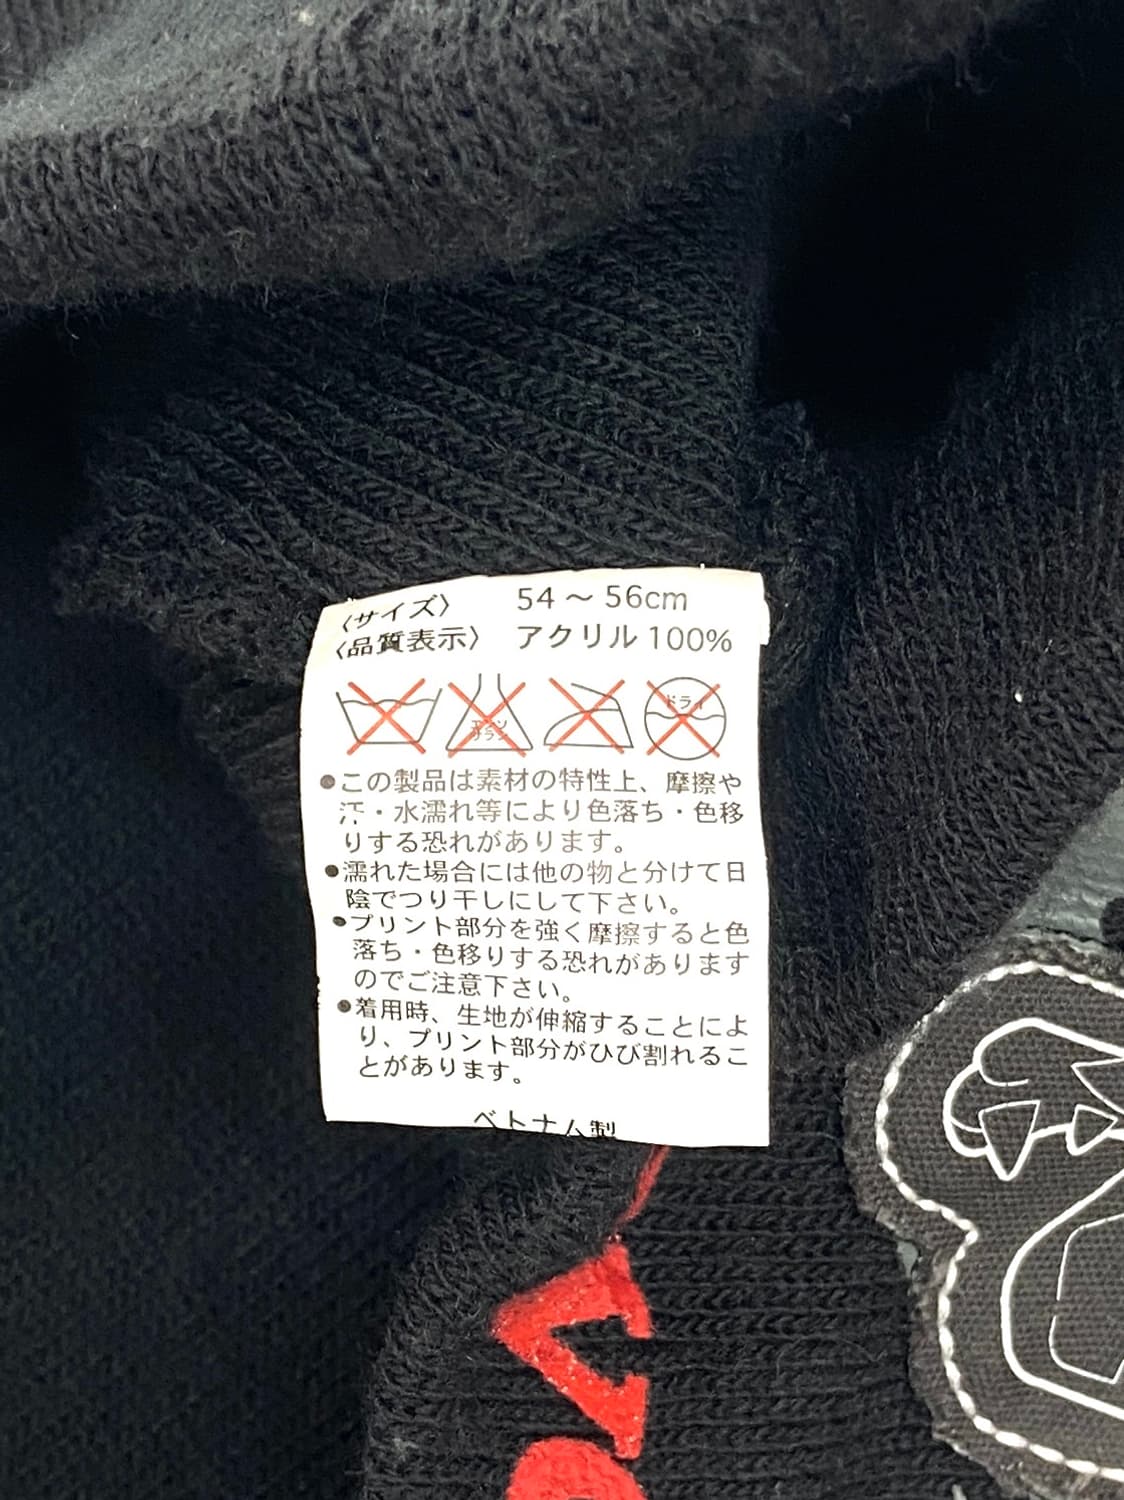 〈サイズ〉 54 ～ 56cm
〈品質表示〉 アクリル 100%
エンソ
サラシ
ドライ
●この製品は素材の特性上、摩擦や
汗・水濡れ等により色落ち・色移
りする恐れがあります。
●濡れた場合には他の物と分けて日
陰でつり干しにして下さい。
●プリント部分を強く摩擦すると色
落ち・色移りする恐れがあります
のでご注意下さい。
●着用時、生地が伸縮することによ
り、プリント部分がひび割れるこ
とがあります。
ベトナム製